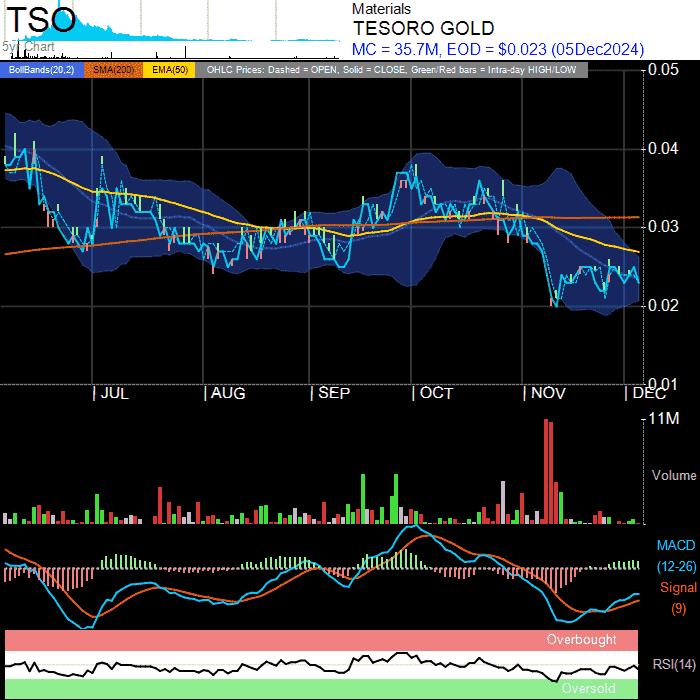 TSO
5yr Chart
Materials
TESORO GOLD
MC = 35.7M, EOD = $0.023 (05Dec2024)
BollBands(20,2) SMA(200) EMA(50) OHLC Prices: Dashed = OPEN, Solid = CLOSE, Green/Red bars = Intra-day HIGH/LOW
0.05
0.04
0.03
0.02
0.01
JUL AUG SEP OCT NOV DEC
11M
Volume
MACD
(12-26)
Signal
(9)
Overbought
RSI(14)
Oversold